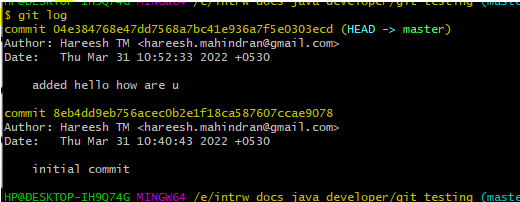 HP@DESKTOP-IH9Q74G MINGW64 /e/intrw docs java developer/git testing (maste
$ git log
commit 04e384768e47dd7568a7bc41e936a7f5e0303ecd (HEAD -> master)
Author: Hareesh TM <hareesh.mahindran@gmail.com>
Date:   Thu Mar 31 10:52:33 2022 +0530

    added hello how are u

commit 8eb4dd9eb756acec0b2e1f18ca587607ccae9078
Author: Hareesh TM <hareesh.mahindran@gmail.com>
Date:   Thu Mar 31 10:40:43 2022 +0530

    initial commit

HP@DESKTOP-IH9Q74G MINGW64 /e/intrw docs java developer/git testing (maste